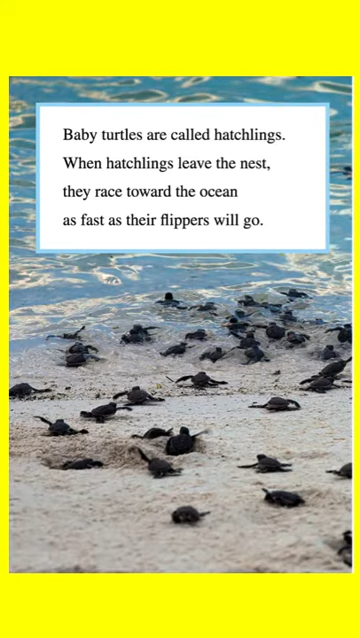 Baby turtles are called hatchlings.
When hatchlings leave the nest,
they race toward the ocean
as fast as their flippers will go.